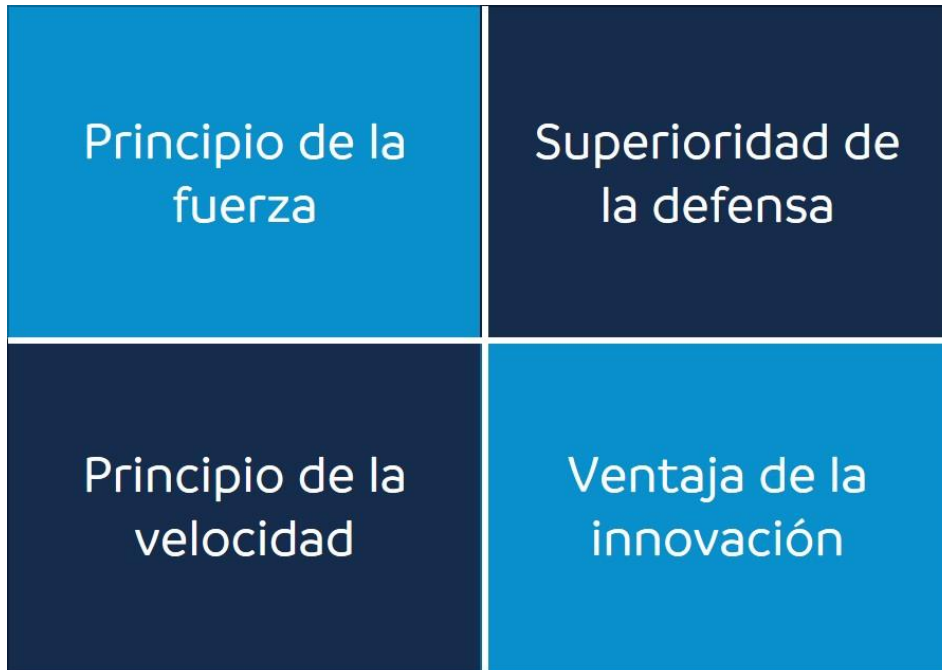 Principio de la
fuerza
Superioridad de
la defensa
Principio de la
velocidad
Ventaja de la
innovación